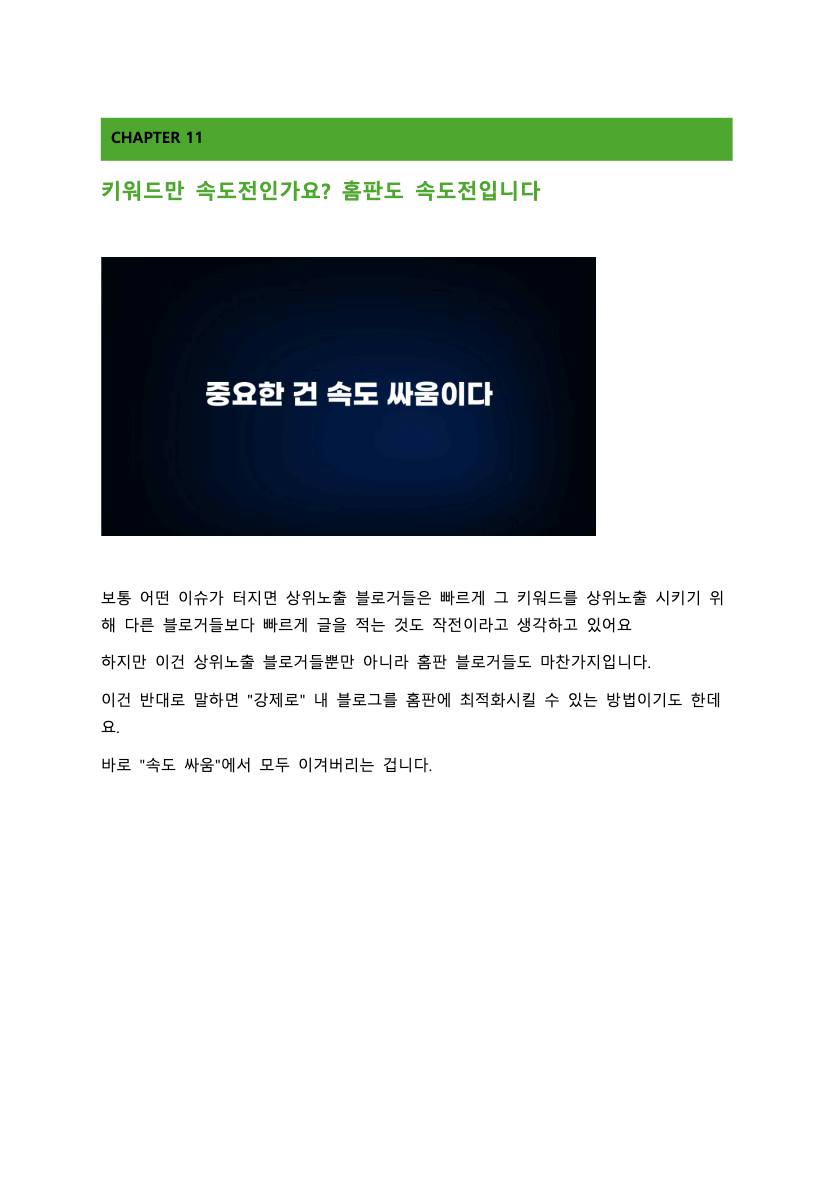 CHAPTER 11
키워드만 속도전인가요? 홈판도 속도전입니다
중요한 건 속도 싸움이다
보통 어떤 이슈가 터지면 상위노출 블로거들은 빠르게 그 키워드를 상위노출 시키기 위
해 다른 블로거들보다 빠르게 글을 적는 것도 작전이라고 생각하고 있어요
하지만 이건 상위노출 블로거들뿐만 아니라 홈판 블로거들도 마찬가지입니다.
이건 반대로 말하면 "강제로" 내 블로그를 홈판에 최적화시킬 수 있는 방법이기도 한데
요.
바로 "속도 싸움"에서 모두 이겨버리는 겁니다.